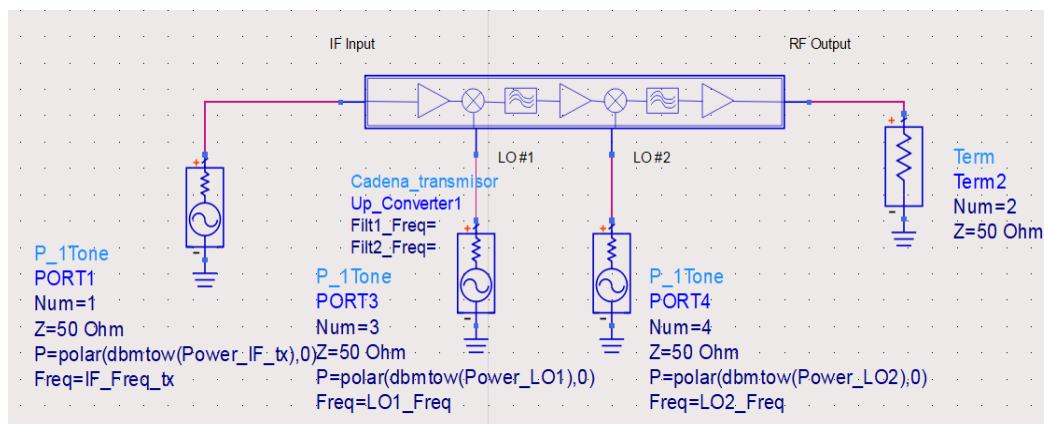 IF Input
RF Output
LO#1
LO#2
Cadena_transmisor
Up_Converter1
Filt1_Freq=
Filt2_Freq=
P_1Tone
PORT1
Num=1
Z=50 Ohm
P=polar(dbmtow(Power_IF_tx),0)
Freq=IF_Freq_tx
P_1Tone
PORT3
Num=3
Z=50 Ohm
P=polar(dbmtow(Power_LO1),0)
Freq=LO1_Freq
P_1Tone
PORT4
Num=4
Z=50 Ohm
P=polar(dbmtow(Power_LO2),0)
Freq=LO2_Freq
Term
Term2
Num=2
Z=50 Ohm